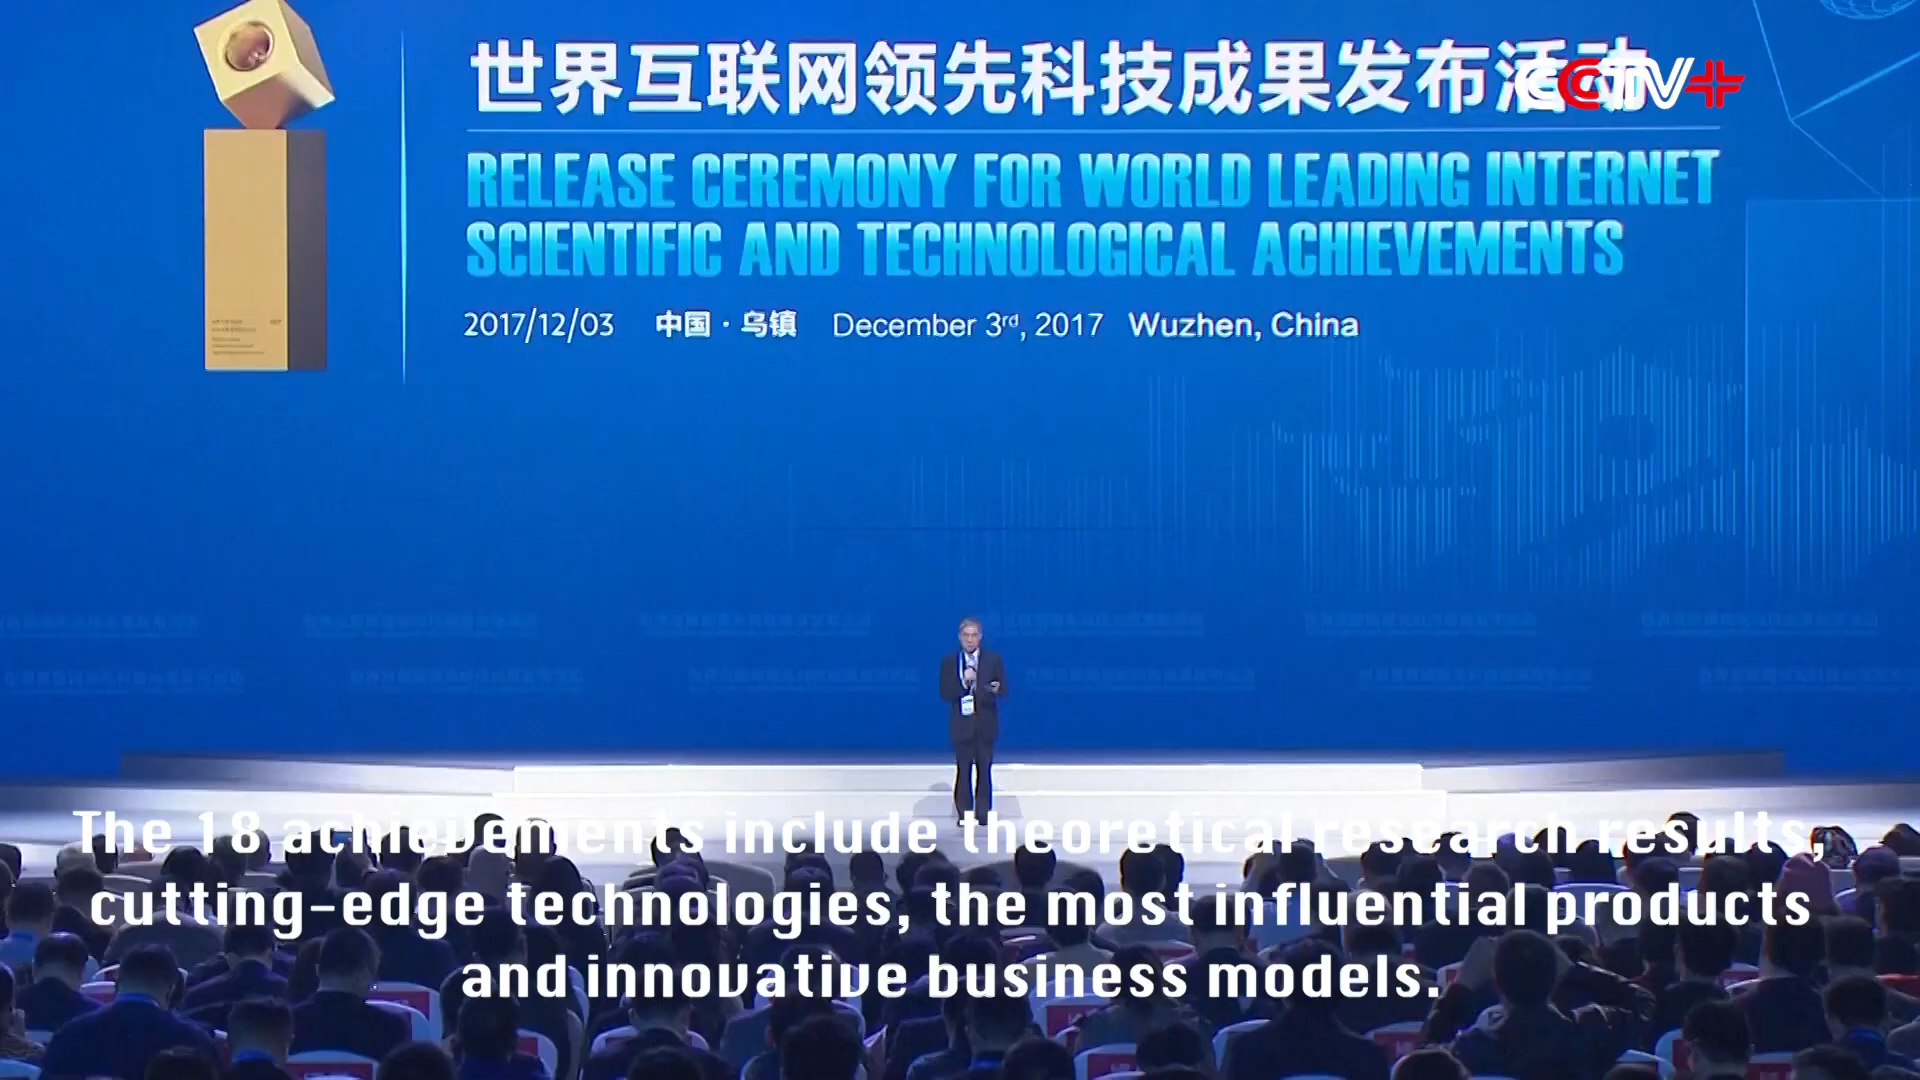 世界互联网领先科技成果发布活动
CCTV+
RELEASE CEREMONY FOR WORLD LEADING INTERNET
SCIENTIFIC AND TECHNOLOGICAL ACHIEVEMENTS
2017/12/03 中国·乌镇 December 3rd, 2017 Wuzhen, China
The 18 achievements include theoretical research results,
cutting-edge technologies, the most influential products
and innovative business models.